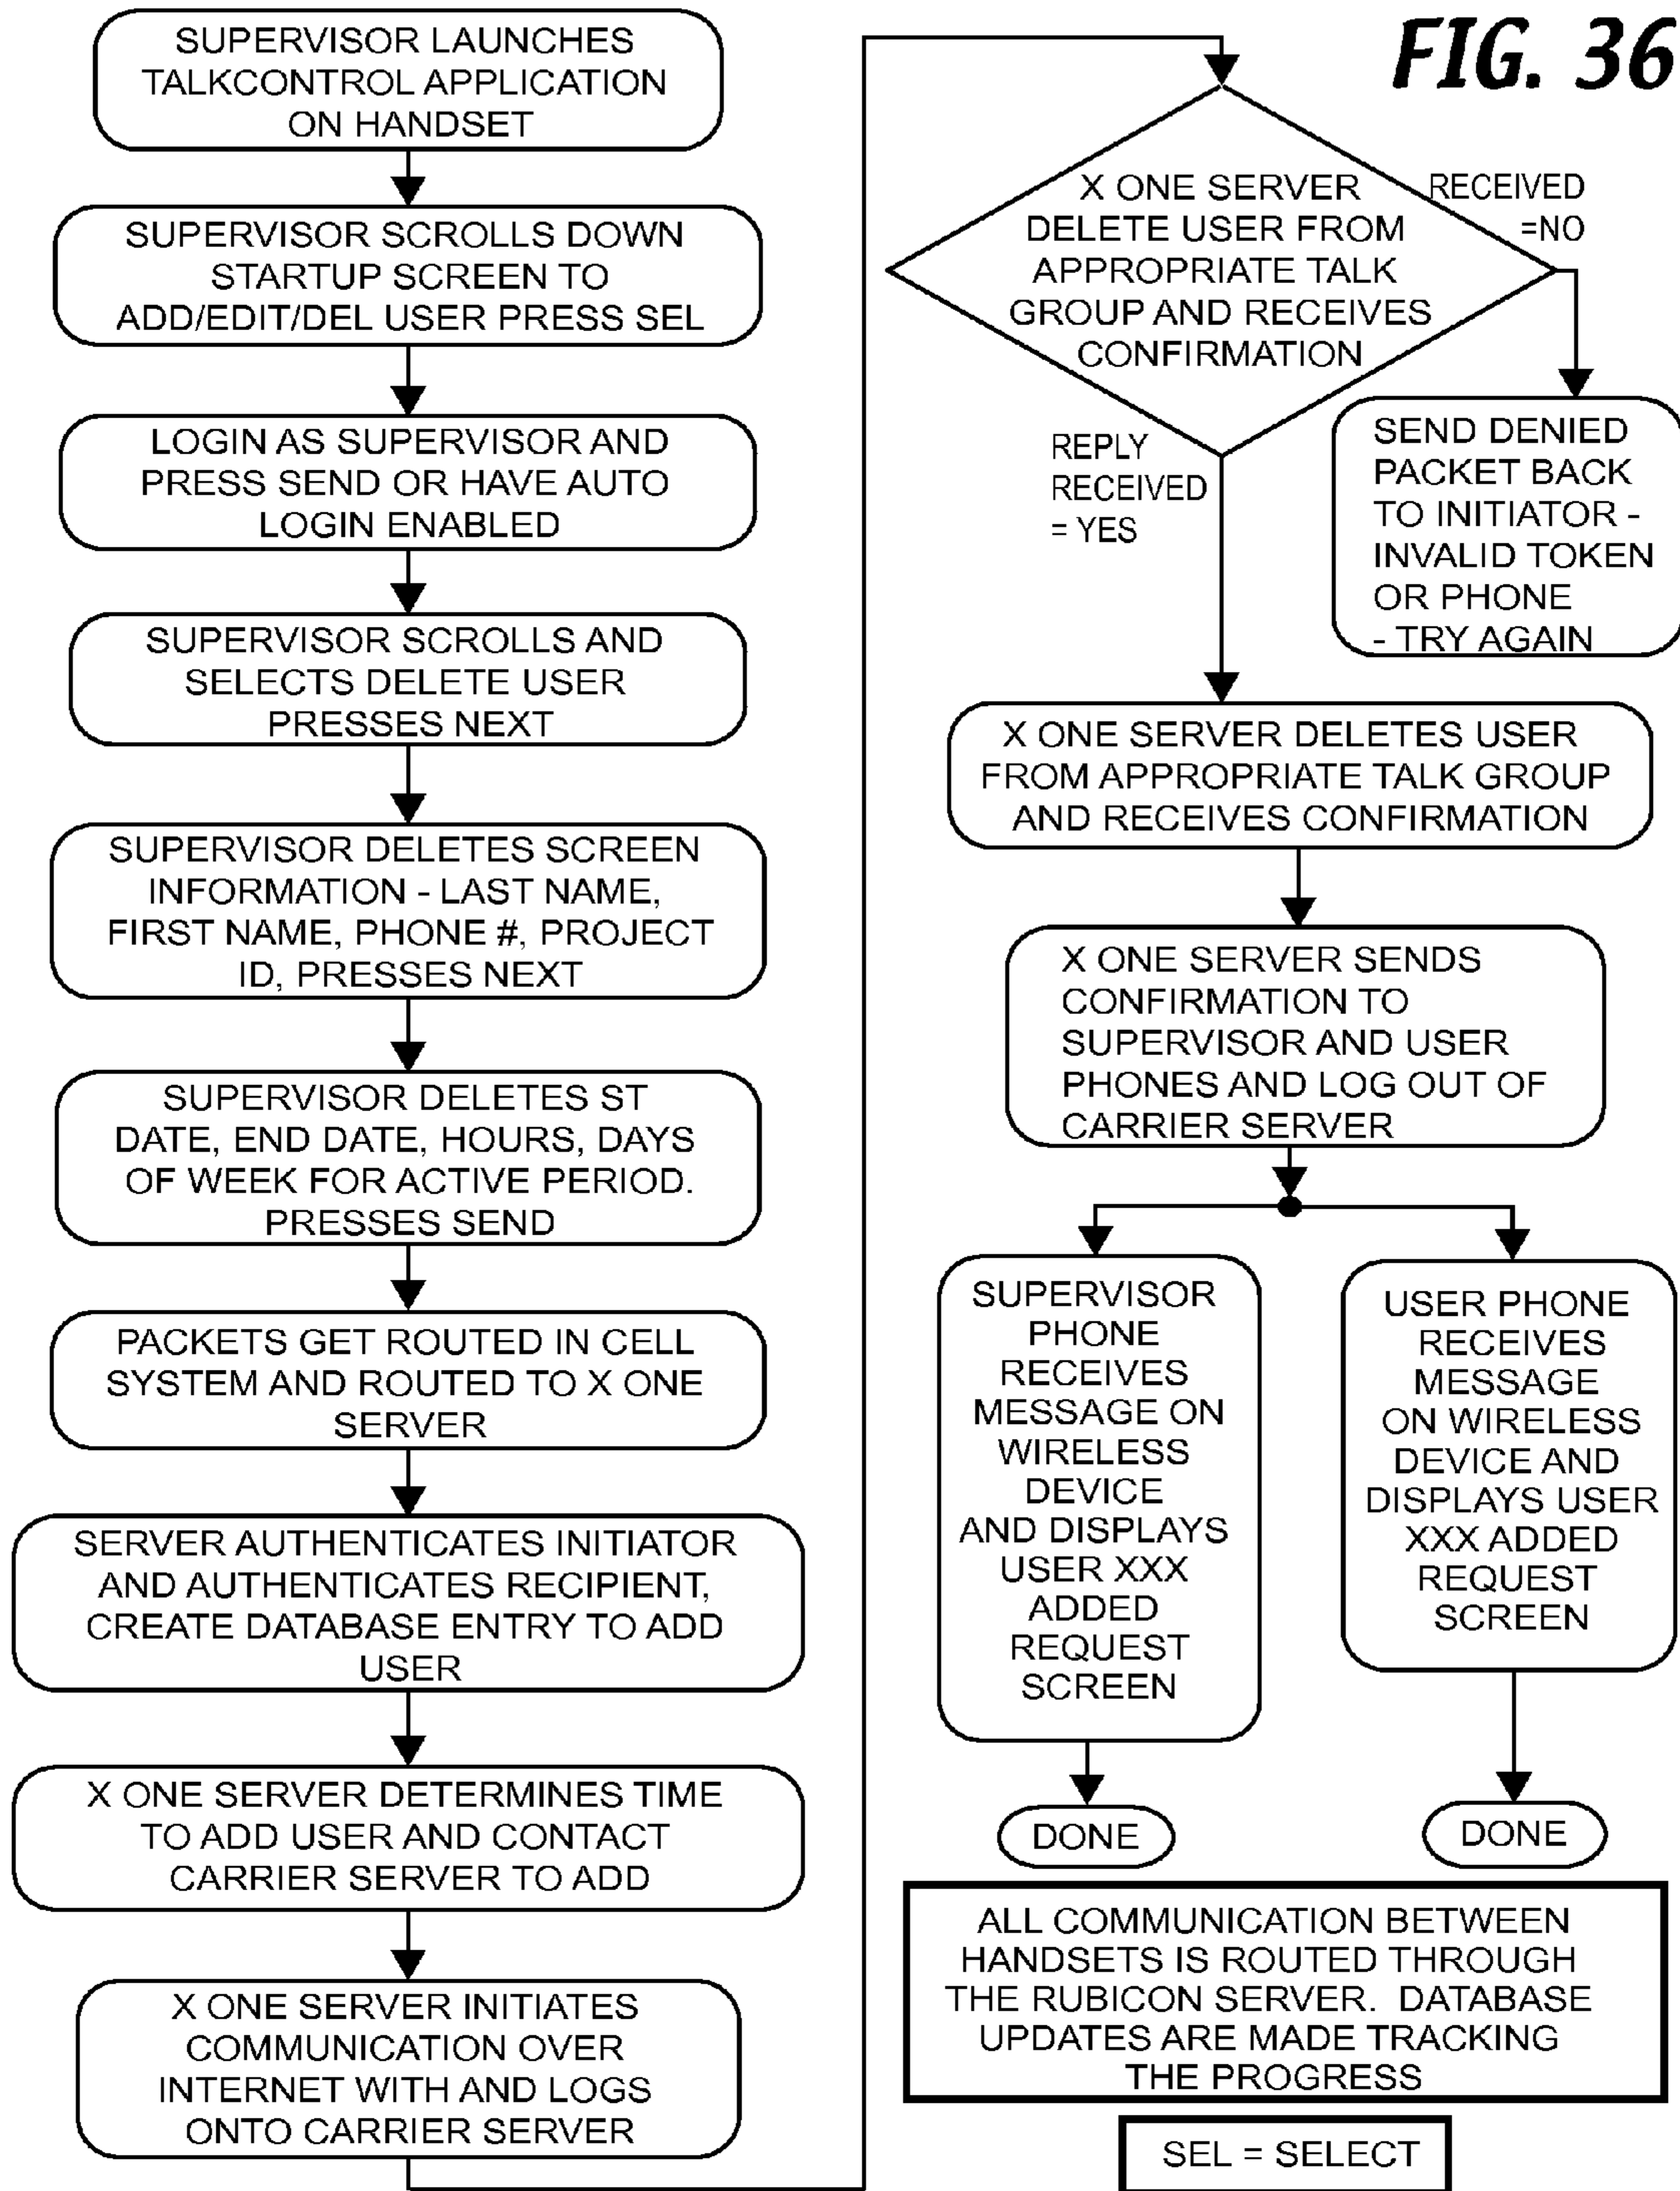 FIG. 36
SUPERVISOR LAUNCHES
TALKCONTROL APPLICATION
ON HANDSET
SUPERVISOR SCROLLS DOWN
STARTUP SCREEN TO
ADD/EDIT/DEL USER PRESS SEL
LOGIN AS SUPERVISOR AND
PRESS SEND OR HAVE AUTO
LOGIN ENABLED
SUPERVISOR SCROLLS AND
SELECTS DELETE USER
PRESSES NEXT
SUPERVISOR DELETES SCREEN
INFORMATION - LAST NAME,
FIRST NAME, PHONE #, PROJECT
ID, PRESSES NEXT
SUPERVISOR DELETES ST
DATE, END DATE, HOURS, DAYS
OF WEEK FOR ACTIVE PERIOD.
PRESSES SEND
PACKETS GET ROUTED IN CELL
SYSTEM AND ROUTED TO X ONE
SERVER
SERVER AUTHENTICATES INITIATOR
AND AUTHENTICATES RECIPIENT,
CREATE DATABASE ENTRY TO ADD
USER
X ONE SERVER DETERMINES TIME
TO ADD USER AND CONTACT
CARRIER SERVER TO ADD
X ONE SERVER INITIATES
COMMUNICATION OVER
INTERNET WITH AND LOGS
ONTO CARRIER SERVER
X ONE SERVER
DELETE USER FROM
APPROPRIATE TALK
GROUP AND RECEIVES
CONFIRMATION
RECEIVED
=NO
SEND DENIED
PACKET BACK
TO INITIATOR -
INVALID TOKEN
OR PHONE
- TRY AGAIN
REPLY
RECEIVED
= YES
X ONE SERVER DELETES USER
FROM APPROPRIATE TALK GROUP
AND RECEIVES CONFIRMATION
X ONE SERVER SENDS
CONFIRMATION TO
SUPERVISOR AND USER
PHONES AND LOG OUT OF
CARRIER SERVER
SUPERVISOR
PHONE
RECEIVES
MESSAGE ON
WIRELESS
DEVICE
AND DISPLAYS
USER XXX
ADDED
REQUEST
SCREEN
DONE
USER PHONE
RECEIVES
MESSAGE
ON WIRELESS
DEVICE AND
DISPLAYS USER
XXX ADDED
REQUEST
SCREEN
DONE
ALL COMMUNICATION BETWEEN
HANDSETS IS ROUTED THROUGH
THE RUBICON SERVER. DATABASE
UPDATES ARE MADE TRACKING
THE PROGRESS
SEL = SELECT